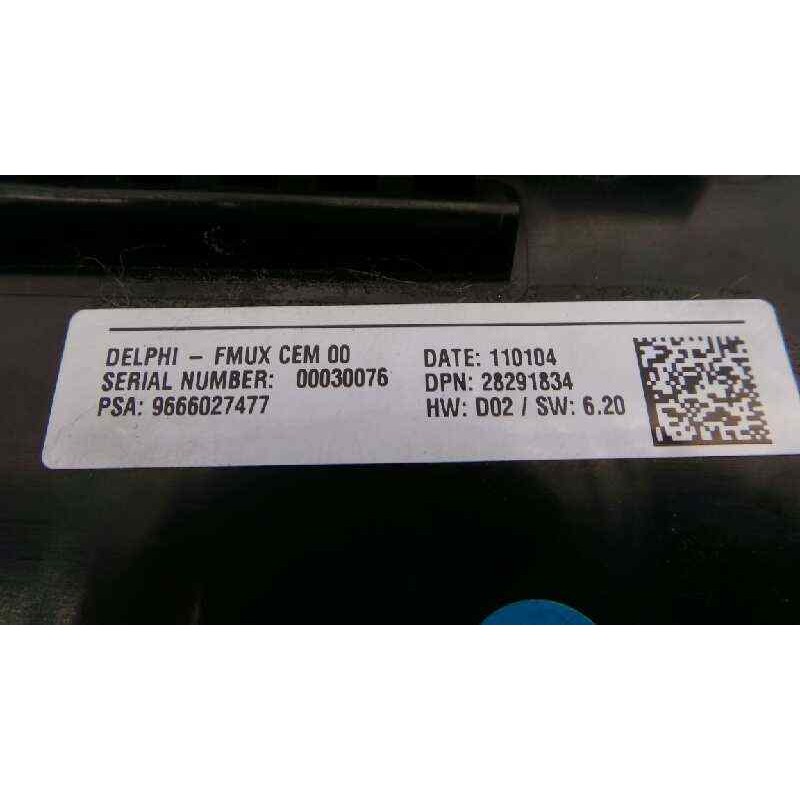 DELPHI - FMUX CEM 00
SERIAL NUMBER: 00030076
PSA: 9666027477
DATE: 110104
DPN: 28291834
HW: D02 / SW: 6.20